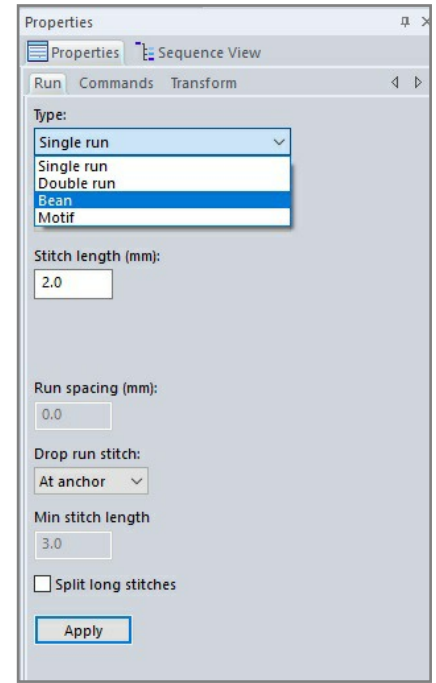 Properties
Properties Sequence View
Run Commands Transform
Type:
Single run
Single run
Double run
Bean
Motif
Stitch length (mm):
2.0
Run spacing (mm):
0.0
Drop run stitch:
At anchor
Min stitch length
3.0
Split long stitches
Apply